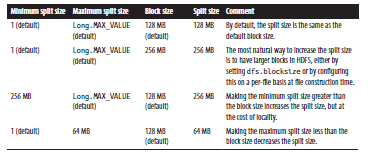 Minimum split size Maximum split size Block size Split size Comment
1 (default) Long.MAX_VALUE 128 MB 128 MB By default, the split size is the same as the
(default) (default) default block size.
1 (default) Long.MAX_VALUE 256 MB 256 MB The most natural way to increase the split size
(default) is to have larger blocks in HDFS, either by
setting dfs.blocksize or by configuring
this on a per-file basis at file construction time.
256 MB Long.MAX_VALUE 128 MB 256 MB Making the minimum split size greater than
(default) (default) the block size increases the split size, but at
the cost of locality.
1 (default) 64 MB 128 MB 64 MB Making the maximum split size less than the
(default) block size decreases the split size.